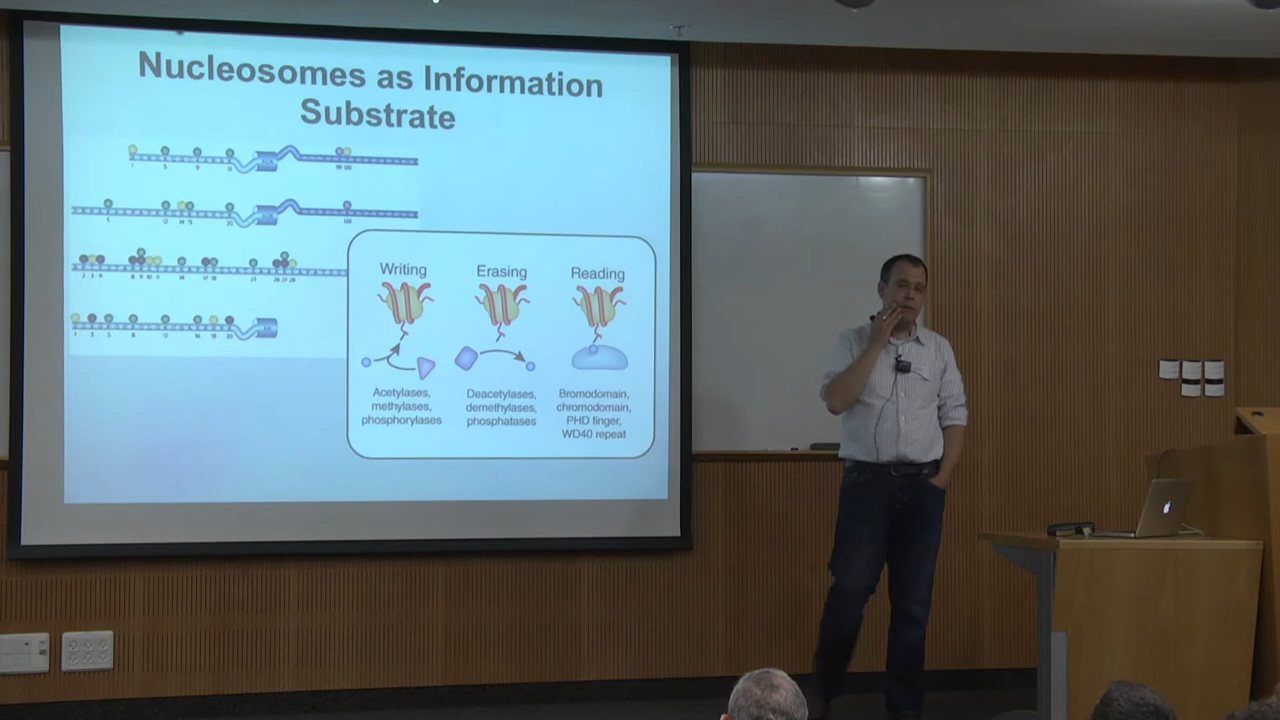 Nucleosomes as Information
Substrate
Writing
Erasing
Reading
Acetylases,
methylases,
phosphorylases
Deacetylases,
demethylases,
phosphatases
Bromodomain,
chromodomain,
PHD finger,
WD40 repeat